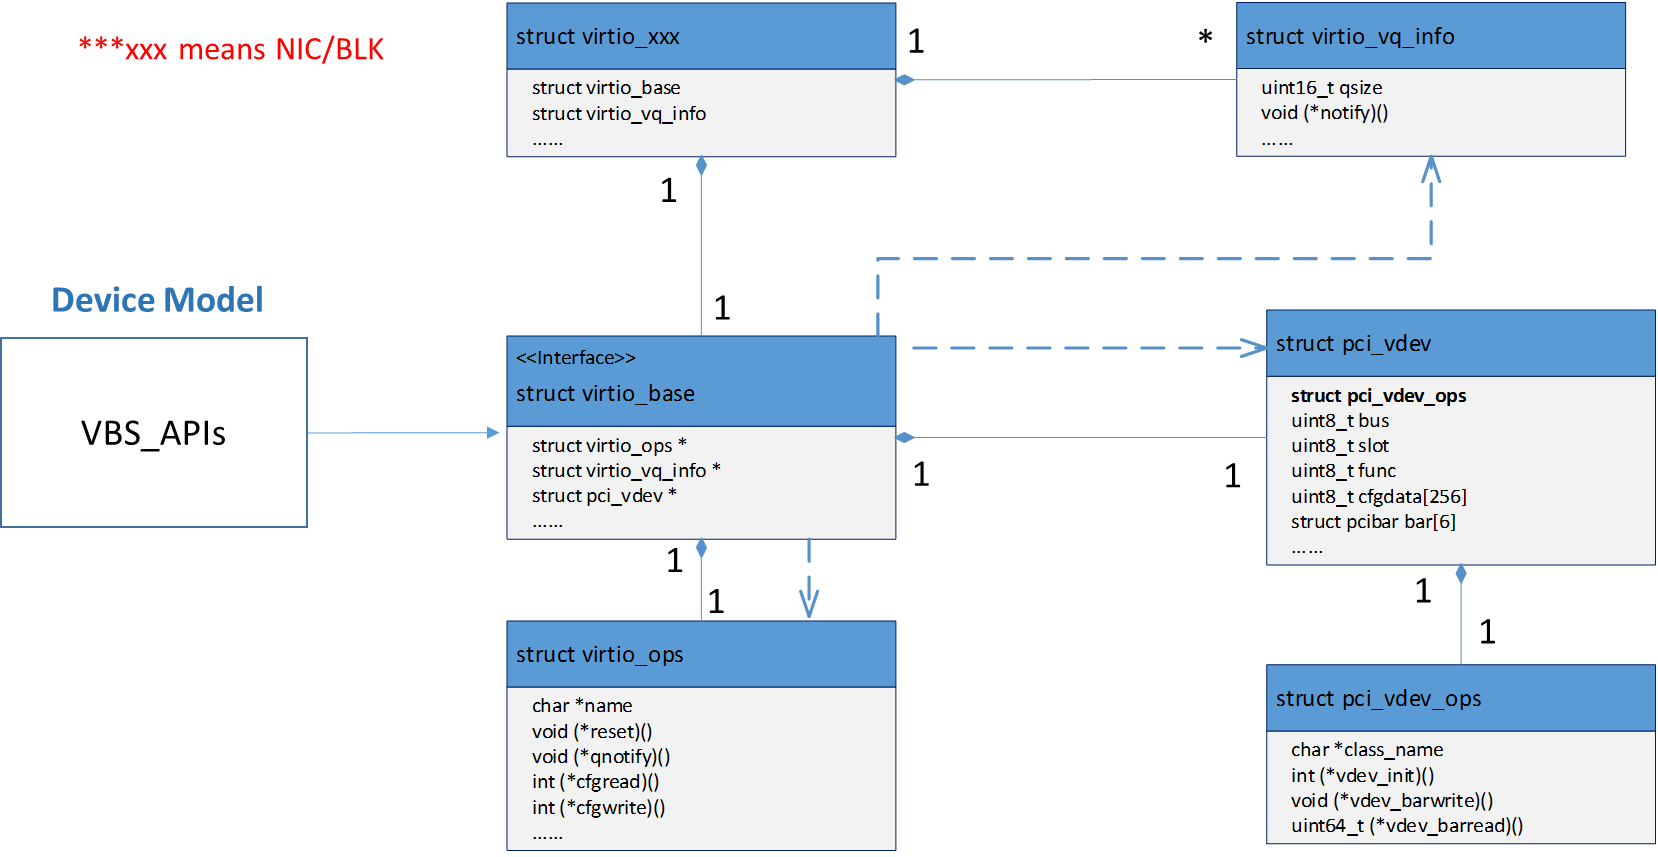 ***xxx means NIC/BLK
struct virtio_xxx
struct virtio_base
struct virtio_vq_info
......
1
*
struct virtio_vq_info
uint16_t qsize
void (*notify)()
......
1
1
Device Model
VBS_APIs
<<Interface>>
struct virtio_base
struct virtio_ops *
struct virtio_vq_info *
struct pci_vdev *
......
1
1
struct pci_vdev
struct pci_vdev_ops
uint8_t bus
uint8_t slot
uint8_t func
uint8_t cfgdata[256]
struct pcibar bar[6]
......
1
1
struct virtio_ops
char *name
void (*reset)()
void (*qnotify)()
int (*cfgread)()
int (*cfgwrite)()
......
1
1
struct pci_vdev_ops
char *class_name
int (*vdev_init)()
void (*vdev_barwrite)()
uint64_t (*vdev_barread)()